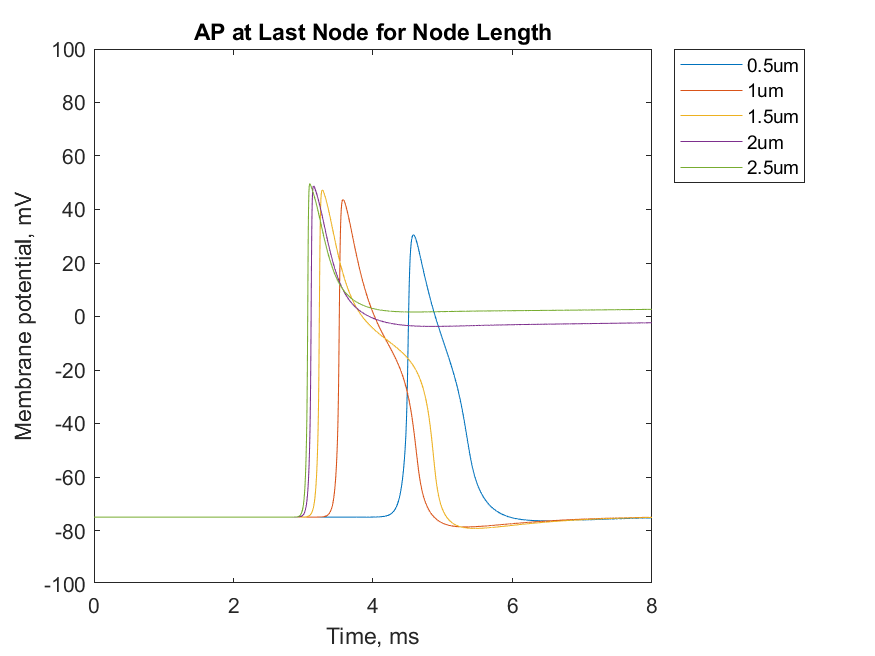 AP at Last Node for Node Length
100
80
60
40
20
0
-20
-40
-60
-80
-100
Membrane potential, mV
0 2 4 6 8
Time, ms
0.5um
1um
1.5um
2um
2.5um